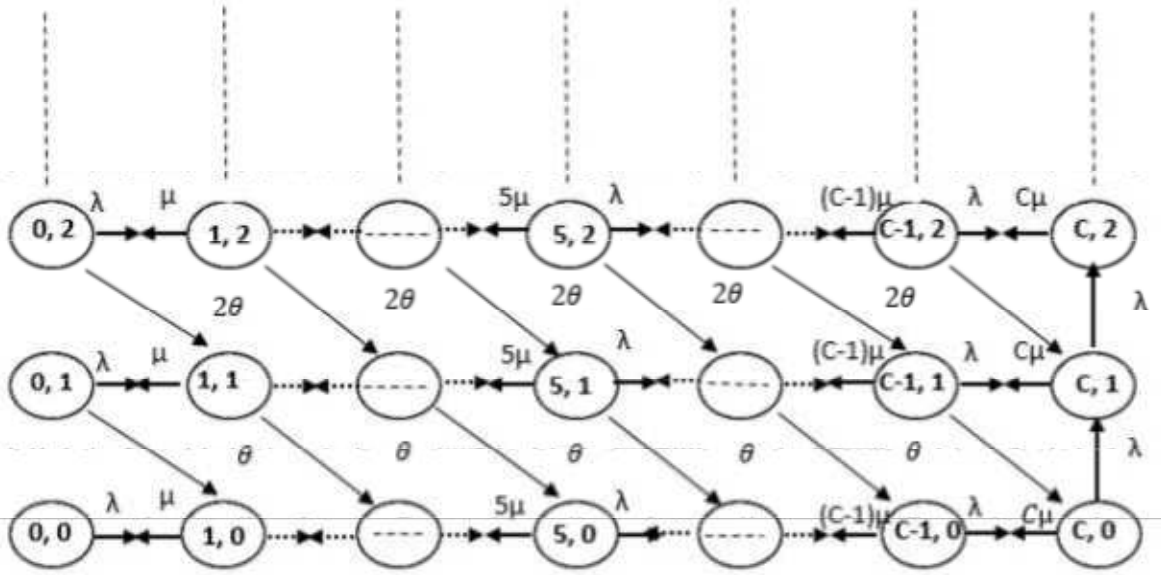 λ μ 5μ λ (C-1)μ λ Cμ
0, 2 1, 2 5, 2 C-1, 2 C, 2
2θ 2θ 2θ 2θ 2θ λ
λ μ 5μ λ (C-1)μ λ Cμ
0, 1 1, 1 5, 1 C-1, 1 C, 1
θ θ θ θ θ λ
λ μ 5μ λ (C-1)μ λ Cμ
0, 0 1, 0 5, 0 C-1, 0 C, 0